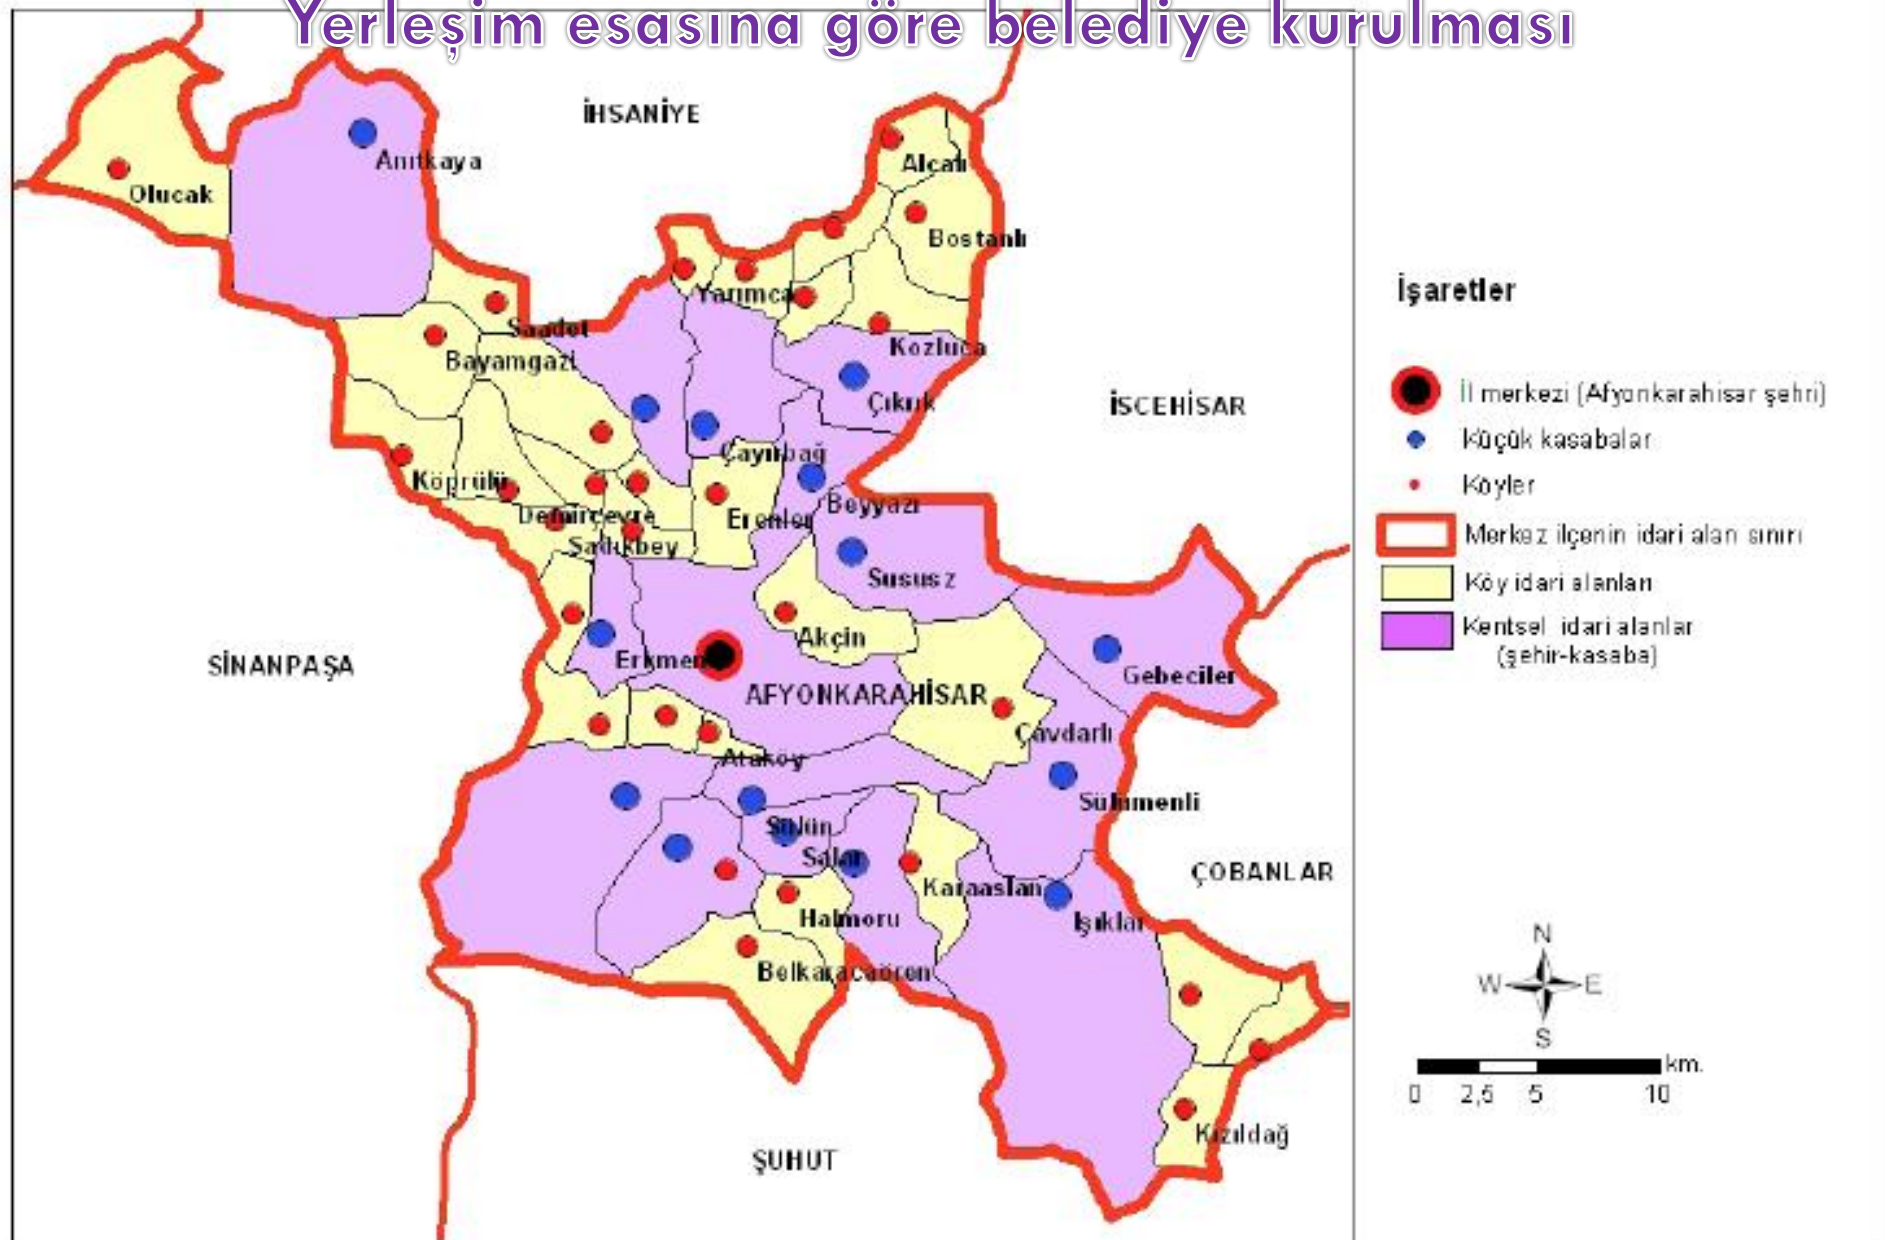 Yerleşim esasına göre belediye kurulması
İHSANİYE
Anıtkaya
Alcalı
Olucak
Bostanlı
Yarımca
Saadet
Kozluca
Bayamgazi
Çıkrık
İSCEHİSAR
Çayırbağ
Köprülü
Beyyazı
Demirçevre
Erenler
Sadıkbey
Sususz
Akçin
Erkmen
SİNANPAŞA
Gebeciler
AFYONKARAHİSAR
Çavdarlı
Ataköy
Sülümenli
Sülün
Salar
ÇOBANLAR
Karaaslan
Halmoru
Işıklar
Belkaracaören
Kızıldağ
ŞUHUT
İşaretler
İl merkezi (Afyonkarahisar şehri)
Küçük kasabalar
Köyler
Merkez ilçenin idari alan sınırı
Köy idari alanları
Kentsel idari alanlar
(şehir-kasaba)
N
W E
S
km.
0 2,5 5 10